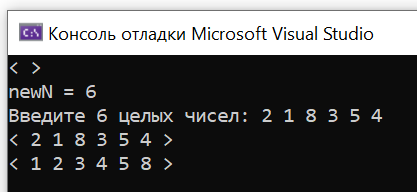 Консоль отладки Microsoft Visual Studio
< >
newN = 6
Введите 6 целых чисел: 2 1 8 3 5 4
< 2 1 8 3 5 4 >
< 1 2 3 4 5 8 >